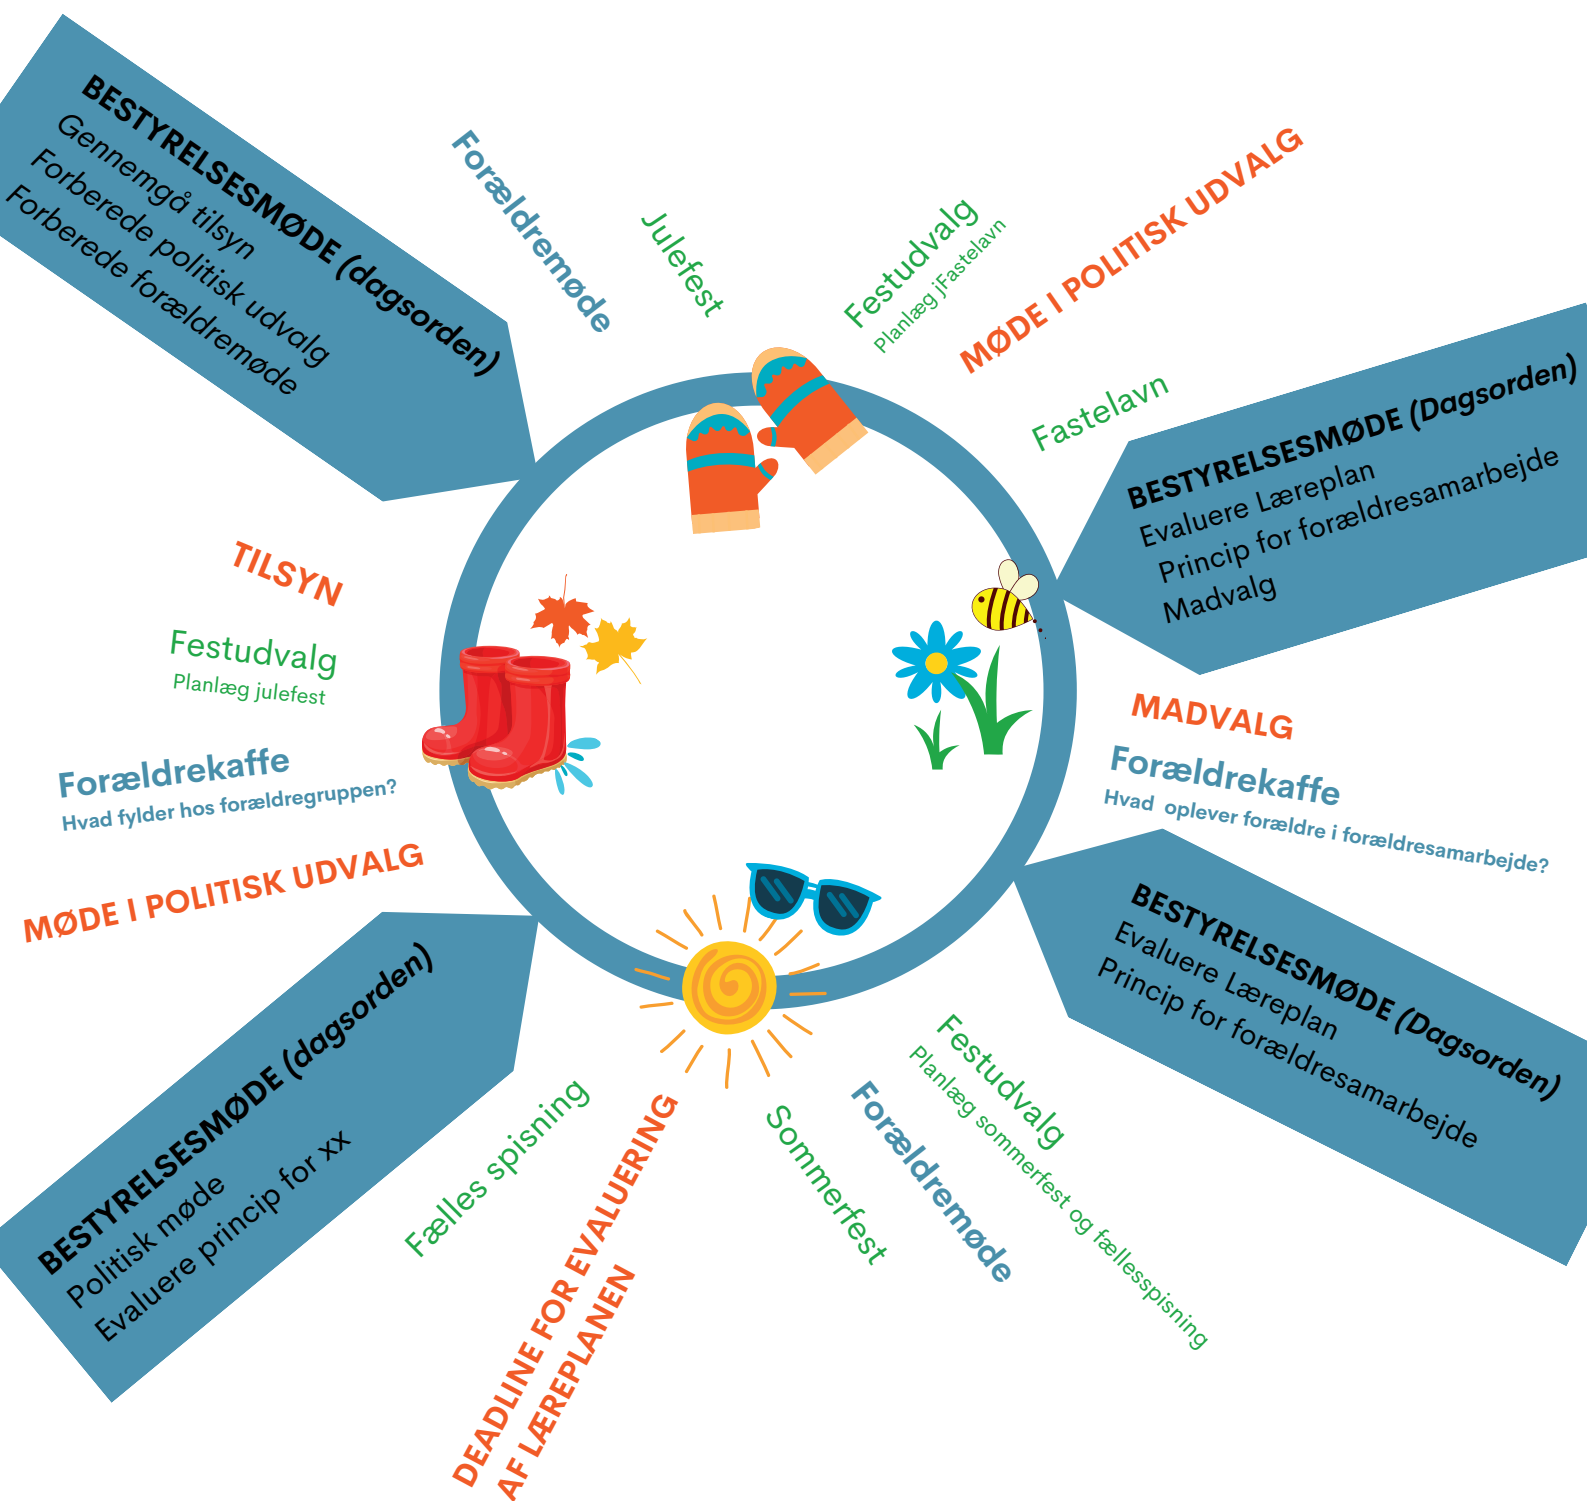 BESTYRELSESMØDE (dagsorden)
Gennemgå tilsyn
Forberede politisk udvalg
Forberede forældremøde
Forældremøde
Julefest
Festudvalg
Planlæg jFastelavn
MØDE I POLITISK UDVALG
Fastelavn
BESTYRELSESMØDE (Dagsorden)
Evaluere Læreplan
Princip for forældresamarbejde
Madvalg
MADVALG
Forældrekaffe
Hvad oplever forældre i forældresamarbejde?
BESTYRELSESMØDE (Dagsorden)
Evaluere Læreplan
Princip for forældresamarbejde
Festudvalg
Planlæg sommerfest og fællesspisning
Forældremøde
Sommerfest
DEADLINE FOR EVALUERING
AF LÆREPLANEN
Fælles spisning
BESTYRELSESMØDE (dagsorden)
Politisk møde
Evaluere princip for xx
MØDE I POLITISK UDVALG
Forældrekaffe
Hvad fylder hos forældregruppen?
Festudvalg
Planlæg julefest
TILSYN